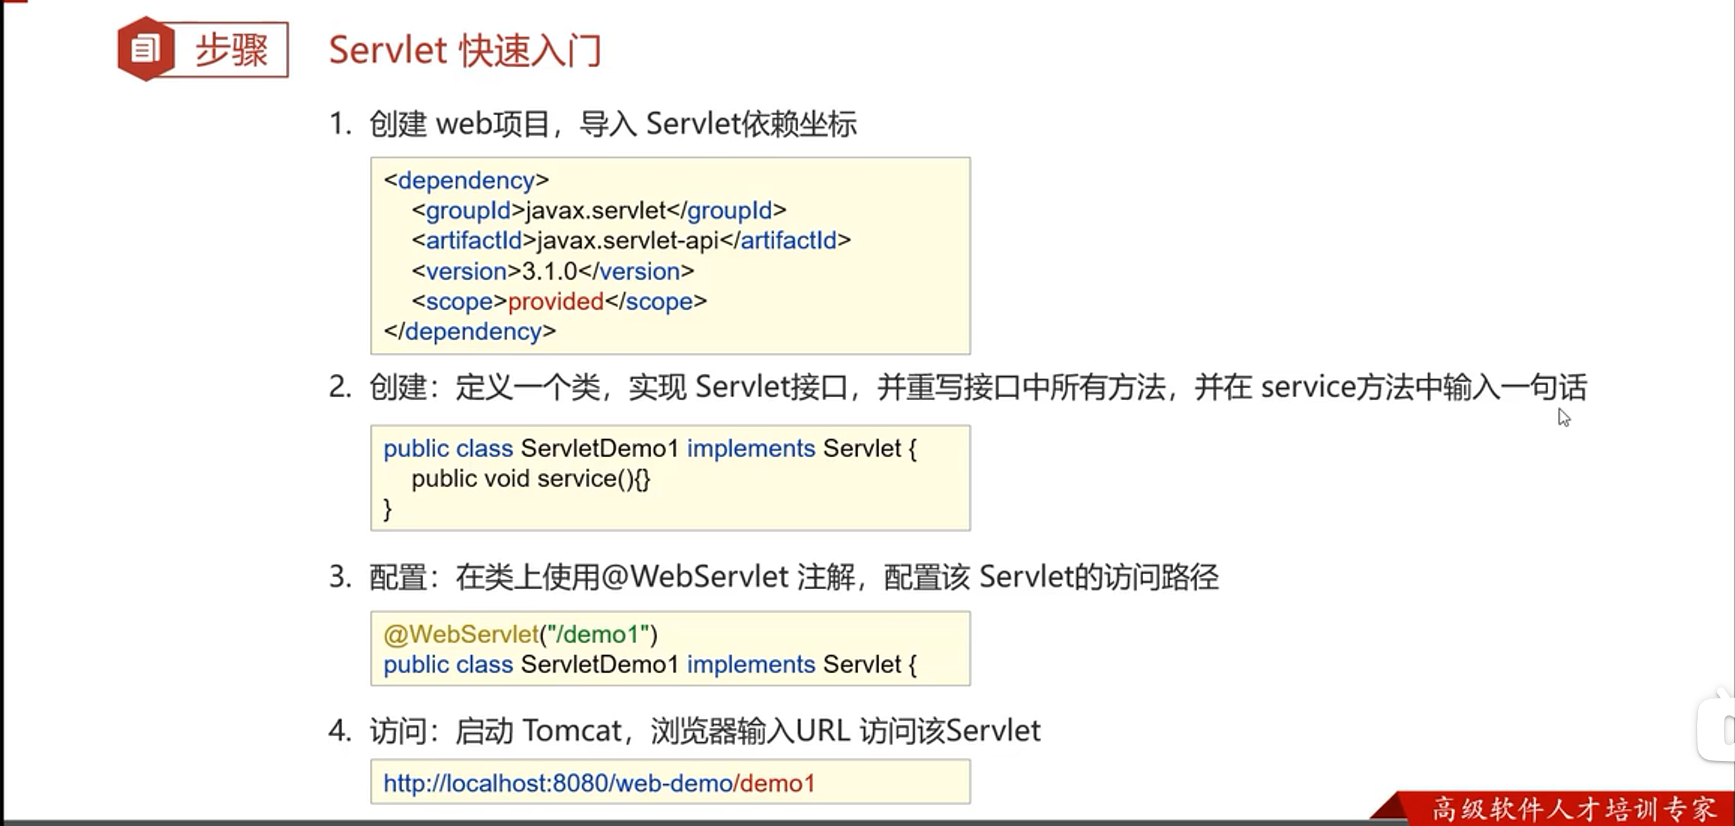 步骤
Servlet 快速入门
1. 创建 web项目，导入 Servlet依赖坐标
<dependency>
<groupId>javax.servlet</groupId>
<artifactId>javax.servlet-api</artifactId>
<version>3.1.0</version>
<scope>provided</scope>
</dependency>
2. 创建：定义一个类，实现 Servlet接口，并重写接口中所有方法，并在 service方法中输入一句话
public class ServletDemo1 implements Servlet {
public void service(){}
}
3. 配置：在类上使用@WebServlet 注解，配置该 Servlet的访问路径
@WebServlet("/demo1")
public class ServletDemo1 implements Servlet {
4. 访问：启动 Tomcat，浏览器输入URL 访问该Servlet
http://localhost:8080/web-demo/demo1
高级软件人才培训专家